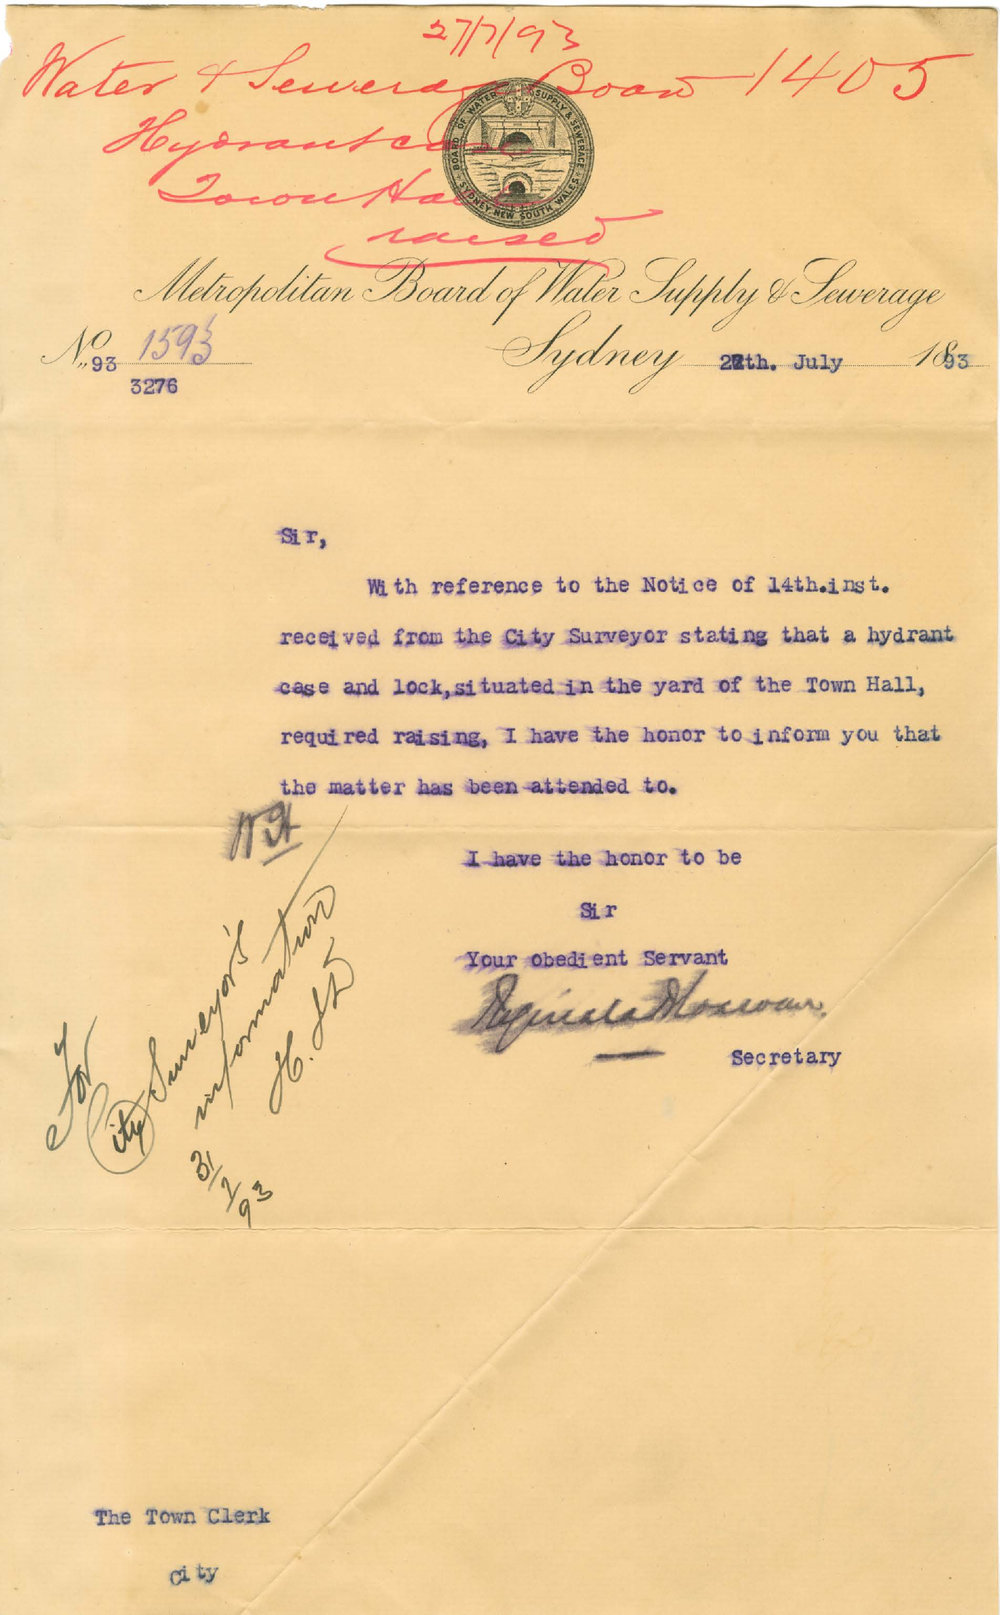 27/7/93
Water & Sewerage Board 1405
Hydrant case
Town Hall
raised
BOARD OF WATER SUPPLY & SEWERAGE
SYDNEY NEW SOUTH WALES
Metropolitan Board of Water Supply & Sewerage
No 93 1593
3276
Sydney 27th. July 1893
Sir,
With reference to the Notice of 14th.inst.
received from the City Surveyor stating that a hydrant
case and lock,situated in the yard of the Town Hall,
required raising, I have the honor to inform you that
the matter has been attended to.
I have the honor to be
Sir
Your obedient Servant
Secretary
For
City Surveyor's
information
31/7/93
The Town Clerk
City